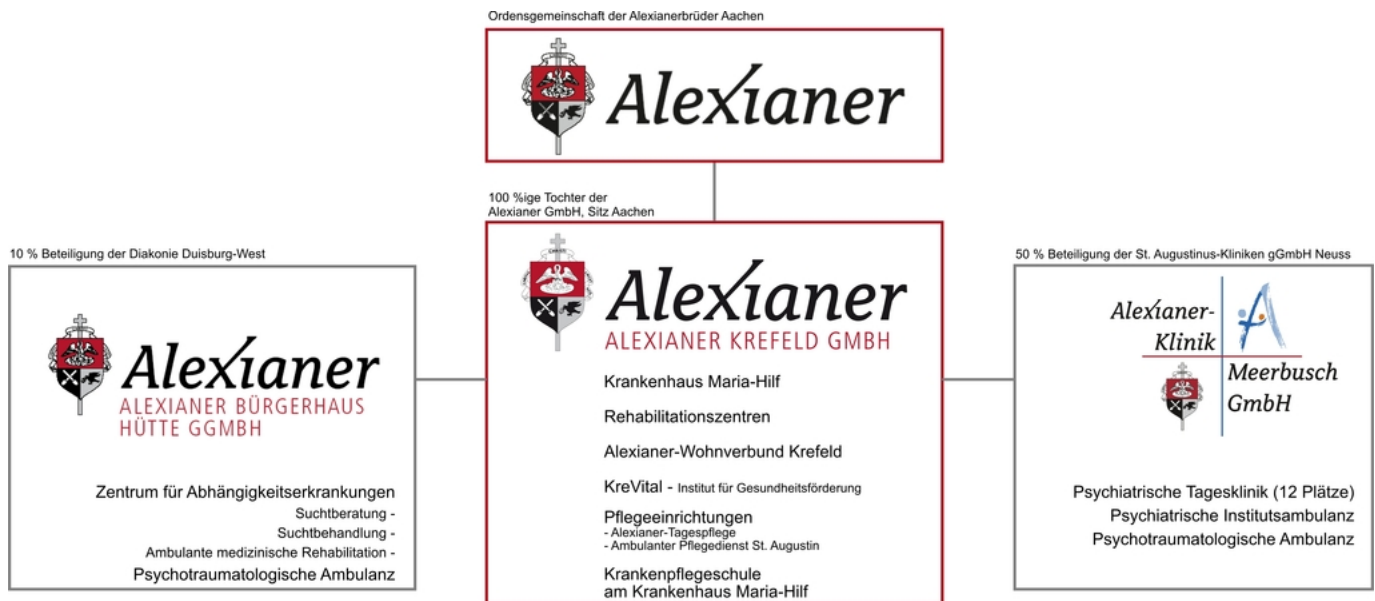 Ordensgemeinschaft der Alexianerbrüder Aachen
Alexianer
100 %ige Tochter der
Alexianer GmbH, Sitz Aachen
Alexianer
ALEXIANER KREFELD GMBH
Krankenhaus Maria-Hilf
Rehabilitationszentren
Alexianer-Wohnverbund Krefeld
KreVital - Institut für Gesundheitsförderung
Pflegeeinrichtungen
- Alexianer-Tagespflege
- Ambulanter Pflegedienst St. Augustin
Krankenpflegeschule
am Krankenhaus Maria-Hilf
10 % Beteiligung der Diakonie Duisburg-West
Alexianer
ALEXIANER BÜRGERHAUS
HÜTTE GGMBH
Zentrum für Abhängigkeitserkrankungen
Suchtberatung -
Suchtbehandlung -
Ambulante medizinische Rehabilitation -
Psychotraumatologische Ambulanz
50 % Beteiligung der St. Augustinus-Kliniken gGmbH Neuss
Alexianer-
Klinik
Meerbusch
GmbH
Psychiatrische Tagesklinik (12 Plätze)
Psychiatrische Institutsambulanz
Psychotraumatologische Ambulanz